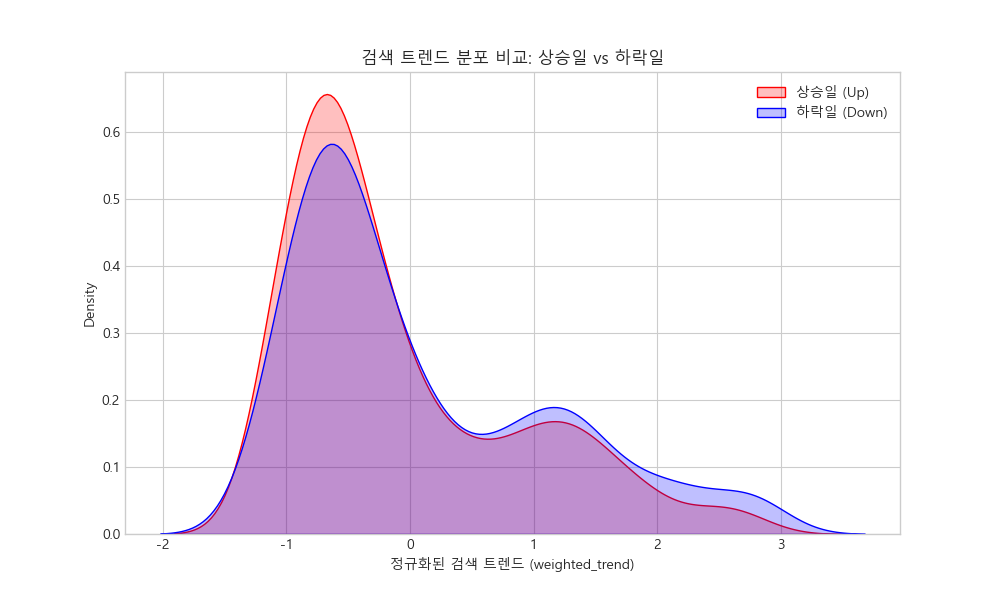 검색 트렌드 분포 비교: 상승일 vs 하락일
상승일 (Up)
하락일 (Down)
Density
0.6
0.5
0.4
0.3
0.2
0.1
0.0
-2 -1 0 1 2 3
정규화된 검색 트렌드 (weighted_trend)